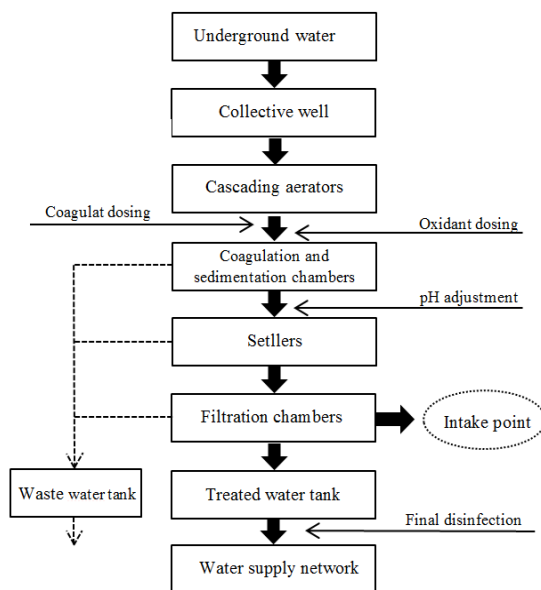 Underground water
Collective well
Cascading aerators
Coagulat dosing
Oxidant dosing
Coagulation and
sedimentation chambers
pH adjustment
Setllers
Filtration chambers
Intake point
Waste water tank
Treated water tank
Final disinfection
Water supply network